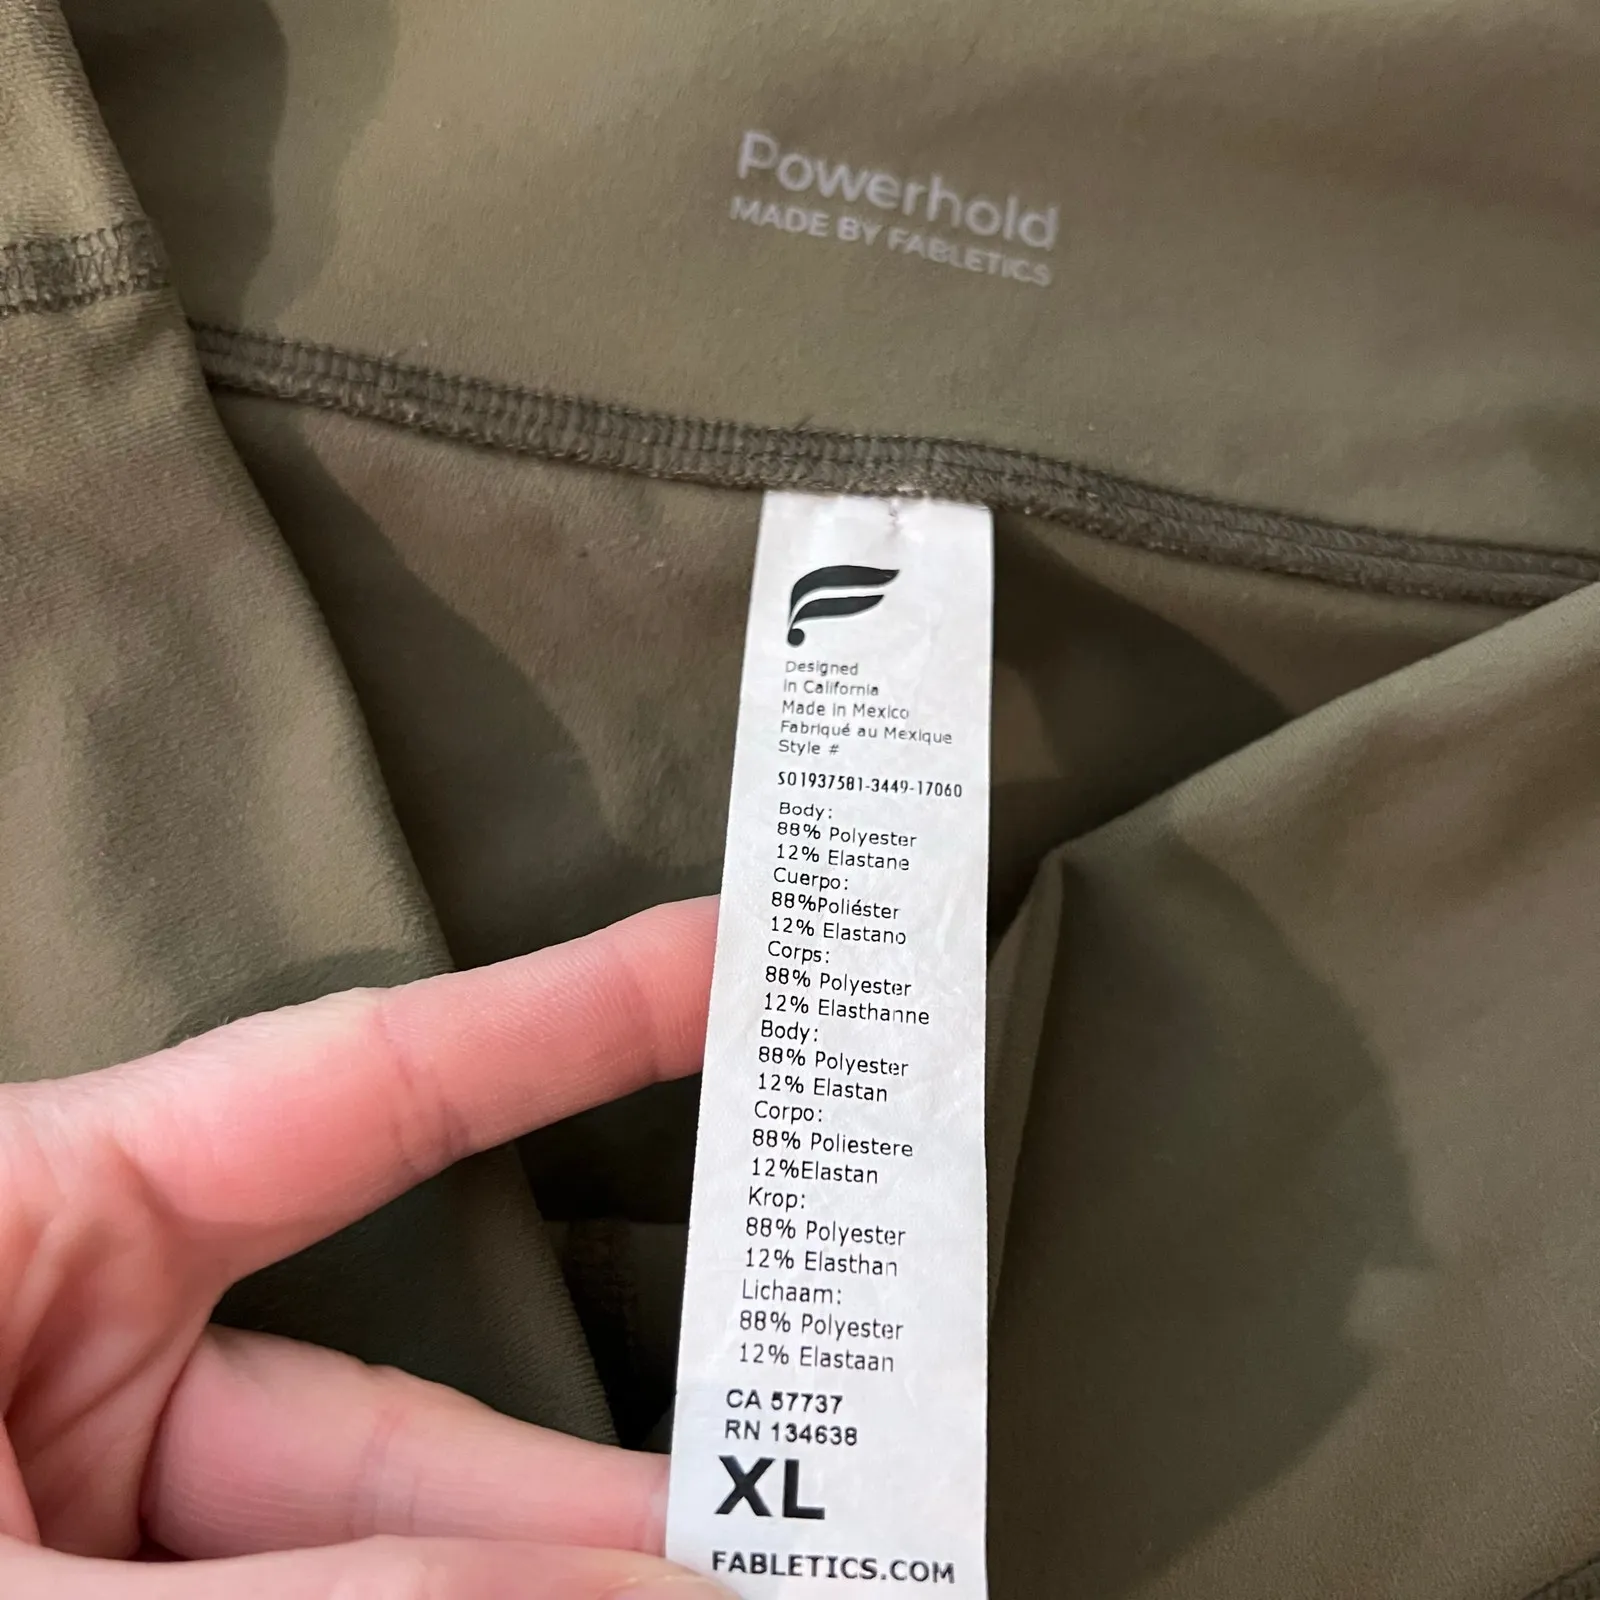 Powerhold
MADE BY FABLETICS
Designed
in California
Made in Mexico
Fabriqué au Mexique
Style #
S01937581-3449-17060
Body:
88% Polyester
12% Elastane
Cuerpo:
88%Poliéster
12% Elastano
Corps:
88% Polyester
12% Elasthanne
Body:
88% Polyester
12% Elastan
Corpo:
88% Poliestere
12%Elastan
Krop:
88% Polyester
12% Elasthan
Lichaam:
88% Polyester
12% Elastaan
CA 57737
RN 134638
XL
FABLETICS.COM